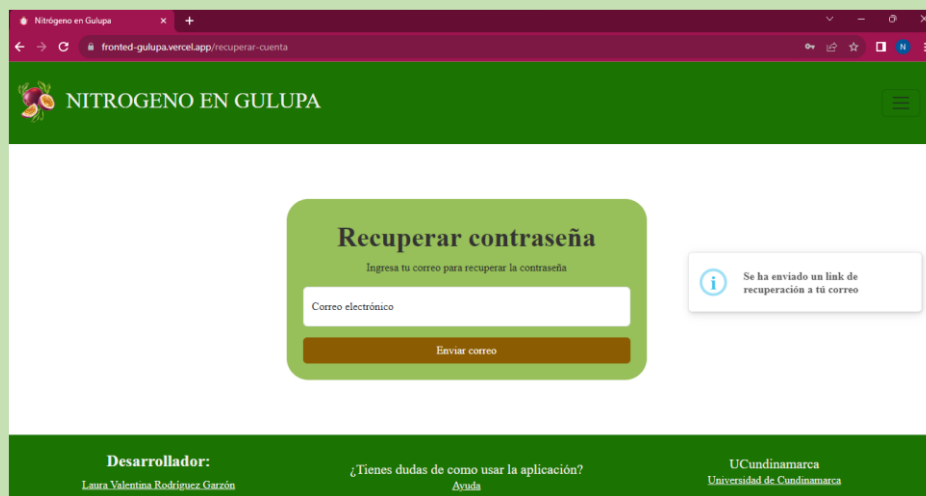 Nitrógeno en Gulupa
fronted-gulupa.vercel.app/recuperar-cuenta
N
NITROGENO EN GULUPA
Recuperar contraseña
Ingresa tu correo para recuperar la contraseña
Correo electrónico
Enviar correo
Se ha enviado un link de
recuperación a tú correo
Desarrollador:
Laura Valentina Rodríguez Garzón
¿Tienes dudas de como usar la aplicación?
Ayuda
UCundinamarca
Universidad de Cundinamarca